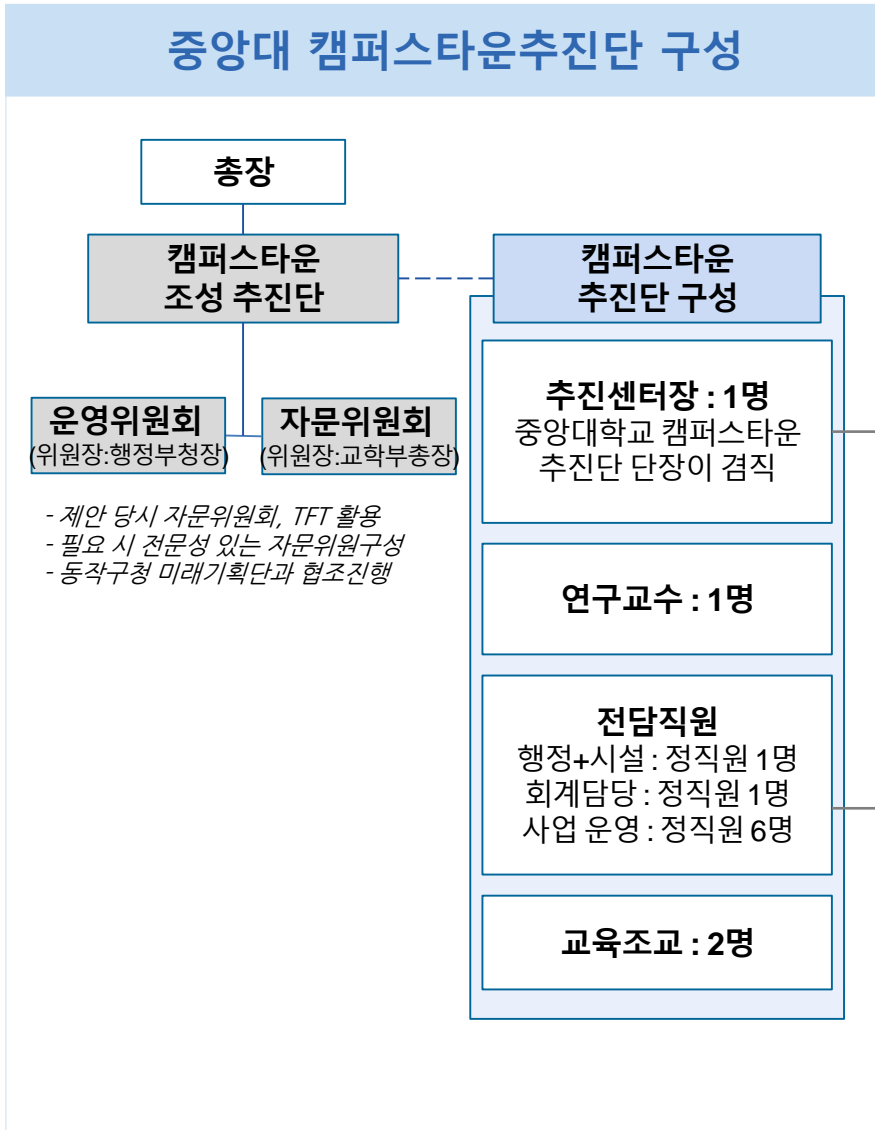 중앙대 캠퍼스타운추진단 구성
총장
캠퍼스타운
조성 추진단
운영위원회
(위원장:행정부청장)
자문위원회
(위원장:교학부총장)
- 제안 당시 자문위원회, TFT 활용
- 필요 시 전문성 있는 자문위원구성
- 동작구청 미래기획단과 협조진행
캠퍼스타운
추진단 구성
추진센터장 : 1명
중앙대학교 캠퍼스타운
추진단 단장이 겸직
연구교수 : 1명
전담직원
행정+시설 : 정직원 1명
회계담당 : 정직원 1명
사업 운영 : 정직원 6명
교육조교 : 2명